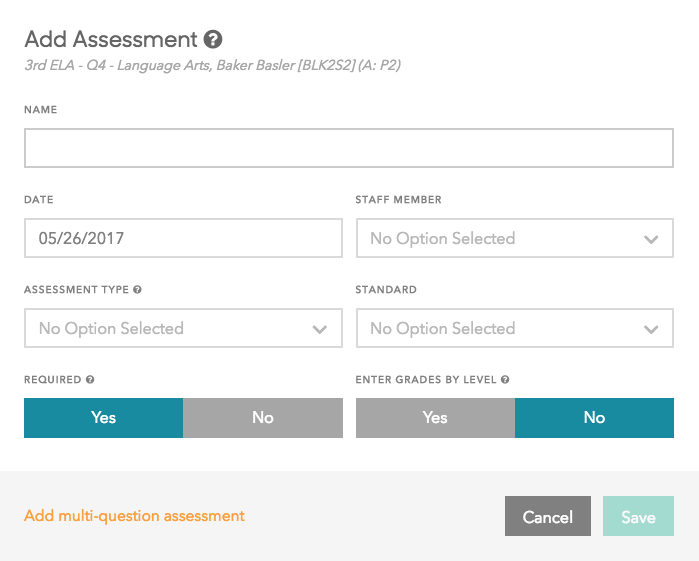 Add Assessment ?
3rd ELA - Q4 - Language Arts, Baker Basler [BLK2S2] (A: P2)
NAME
DATE STAFF MEMBER
05/26/2017 No Option Selected
ASSESSMENT TYPE ? STANDARD
No Option Selected No Option Selected
REQUIRED ? ENTER GRADES BY LEVEL ?
Yes No Yes No
Add multi-question assessment Cancel Save